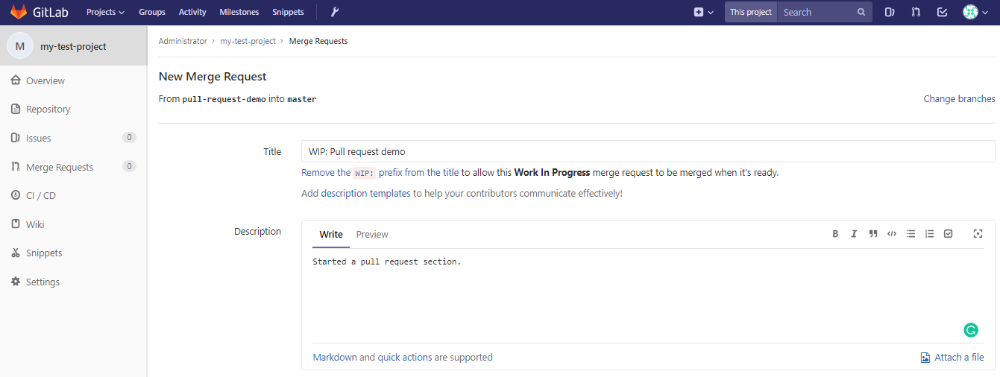 GitLab Projects Groups Activity Milestones Snippets This project Search
M my-test-project
Overview
Repository
Issues 0
Merge Requests 0
CI / CD
Wiki
Snippets
Settings
Administrator › my-test-project › Merge Requests
New Merge Request
From pull-request-demo into master Change branches
Title WIP: Pull request demo
Remove the WIP: prefix from the title to allow this Work In Progress merge request to be merged when it's ready.
Add description templates to help your contributors communicate effectively!
Description Write Preview
Started a pull request section.
Markdown and quick actions are supported Attach a file